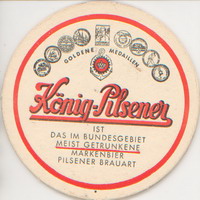 GOLDENE MEDAILLEN
König-Pilsener
IST
DAS IM BUNDESGEBIET
MEIST GETRUNKENE
MARKENBIER
PILSENER BRAUART